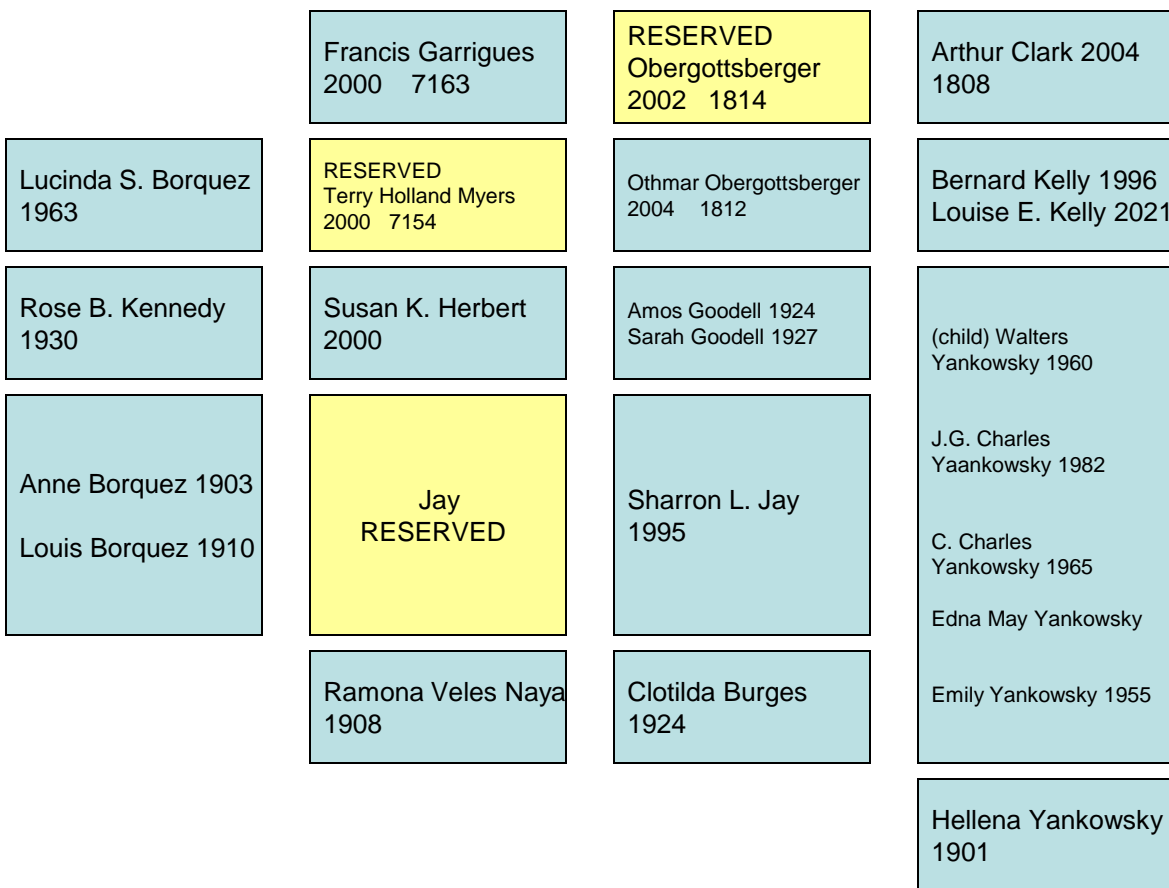 Francis Garrigues
2000 7163
RESERVED
Obergottsberger
2002 1814
Arthur Clark 2004
1808
Lucinda S. Borquez
1963
RESERVED
Terry Holland Myers
2000 7154
Othmar Obergottsberger
2004 1812
Bernard Kelly 1996
Louise E. Kelly 2021
Rose B. Kennedy
1930
Susan K. Herbert
2000
Amos Goodell 1924
Sarah Goodell 1927
(child) Walters
Yankowsky 1960
J.G. Charles
Yaankowsky 1982
C. Charles
Yankowsky 1965
Edna May Yankowsky
Emily Yankowsky 1955
Anne Borquez 1903
Louis Borquez 1910
Jay
RESERVED
Sharron L. Jay
1995
Ramona Veles Naya
1908
Clotilda Burges
1924
Hellena Yankowsky
1901